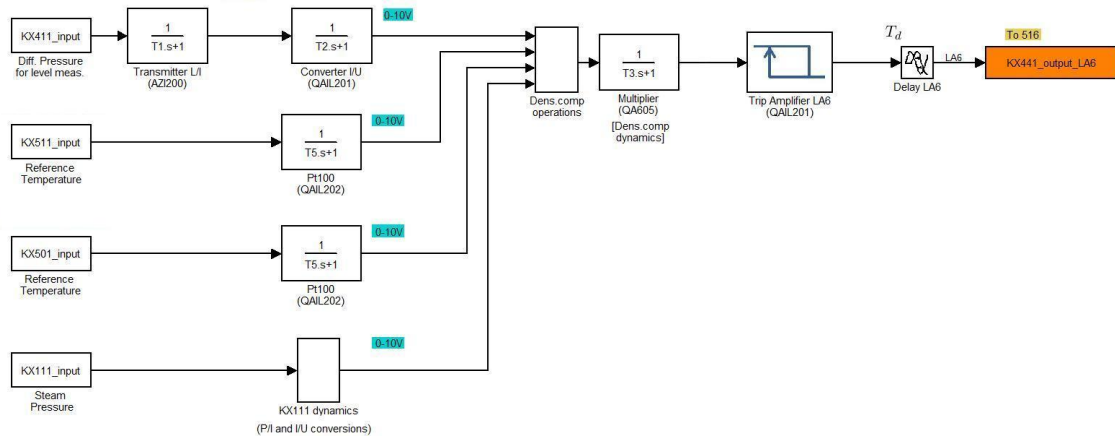 0-10V
KX411_input
Diff. Pressure
for level meas.
1
T1.s+1
Transmitter L/I
(AZI200)
1
T2.s+1
Converter I/U
(QAIL201)
Dens.comp
operations
1
T3.s+1
Multiplier
(QA605)
[Dens.comp
dynamics]
Trip Amplifier LA6
(QAIL201)
Td
Delay LA6
LA6
To 516
KX441_output_LA6
0-10V
KX511_input
Reference
Temperature
1
T5.s+1
Pt100
(QAIL202)
0-10V
KX501_input
Reference
Temperature
1
T5.s+1
Pt100
(QAIL202)
0-10V
KX111_input
Steam
Pressure
KX111 dynamics
(P/I and I/U conversions)